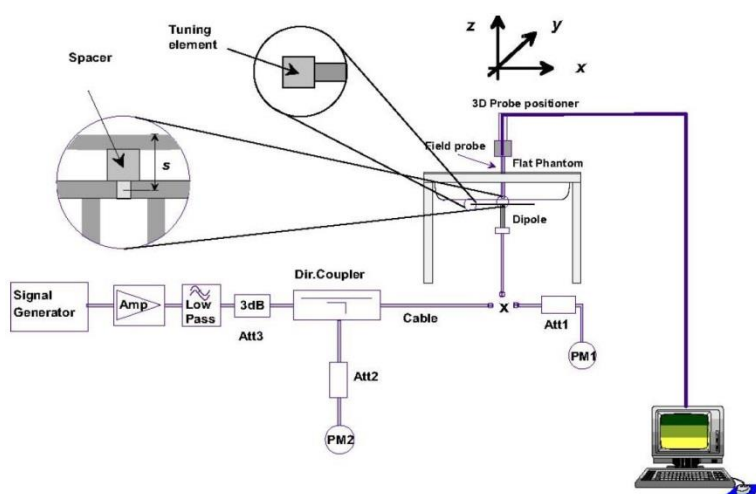 Tuning
element
Spacer
s
z
y
x
3D Probe positioner
Field probe
Flat Phantom
Dipole
Signal
Generator
Amp
Low
Pass
3dB
Att3
Dir.Coupler
Cable
x
Att1
PM1
Att2
PM2